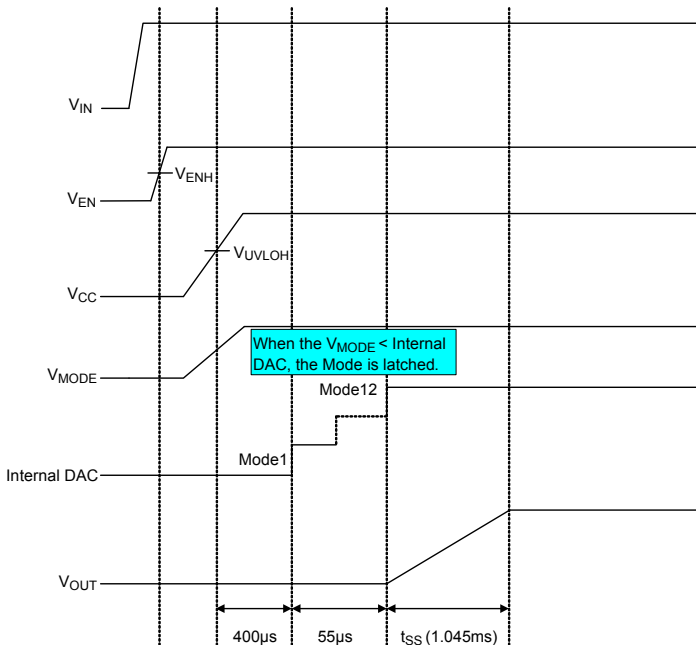 VIN
VENH
VEN
VUVLOH
VCC
When the VMODE < Internal
DAC, the Mode is latched.
VMODE
Mode12
Mode1
Internal DAC
VOUT
400µs 55µs tSS (1.045ms)